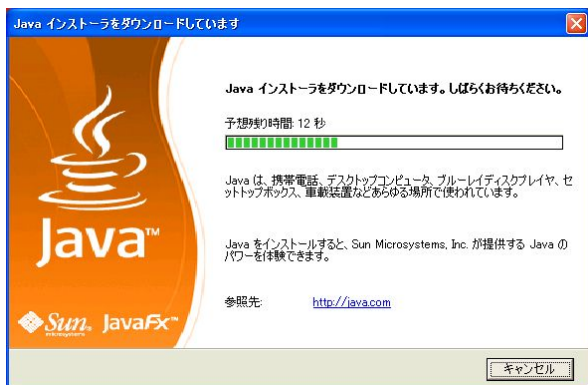 Java インストーラをダウンロードしています
Java インストーラをダウンロードしています。しばらくお待ちください。
予想残り時間: 12 秒
Java は、携帯電話、デスクトップコンピュータ、ブルーレイディスクプレイヤ、セ
ットトップボックス、車載装置などあらゆる場所で使われています。
Java をインストールすると、Sun Microsystems, Inc. が提供する Java の
パワーを体験できます。
参照先: http://java.com
Java™
Sun microsystems JavaFX™
キャンセル